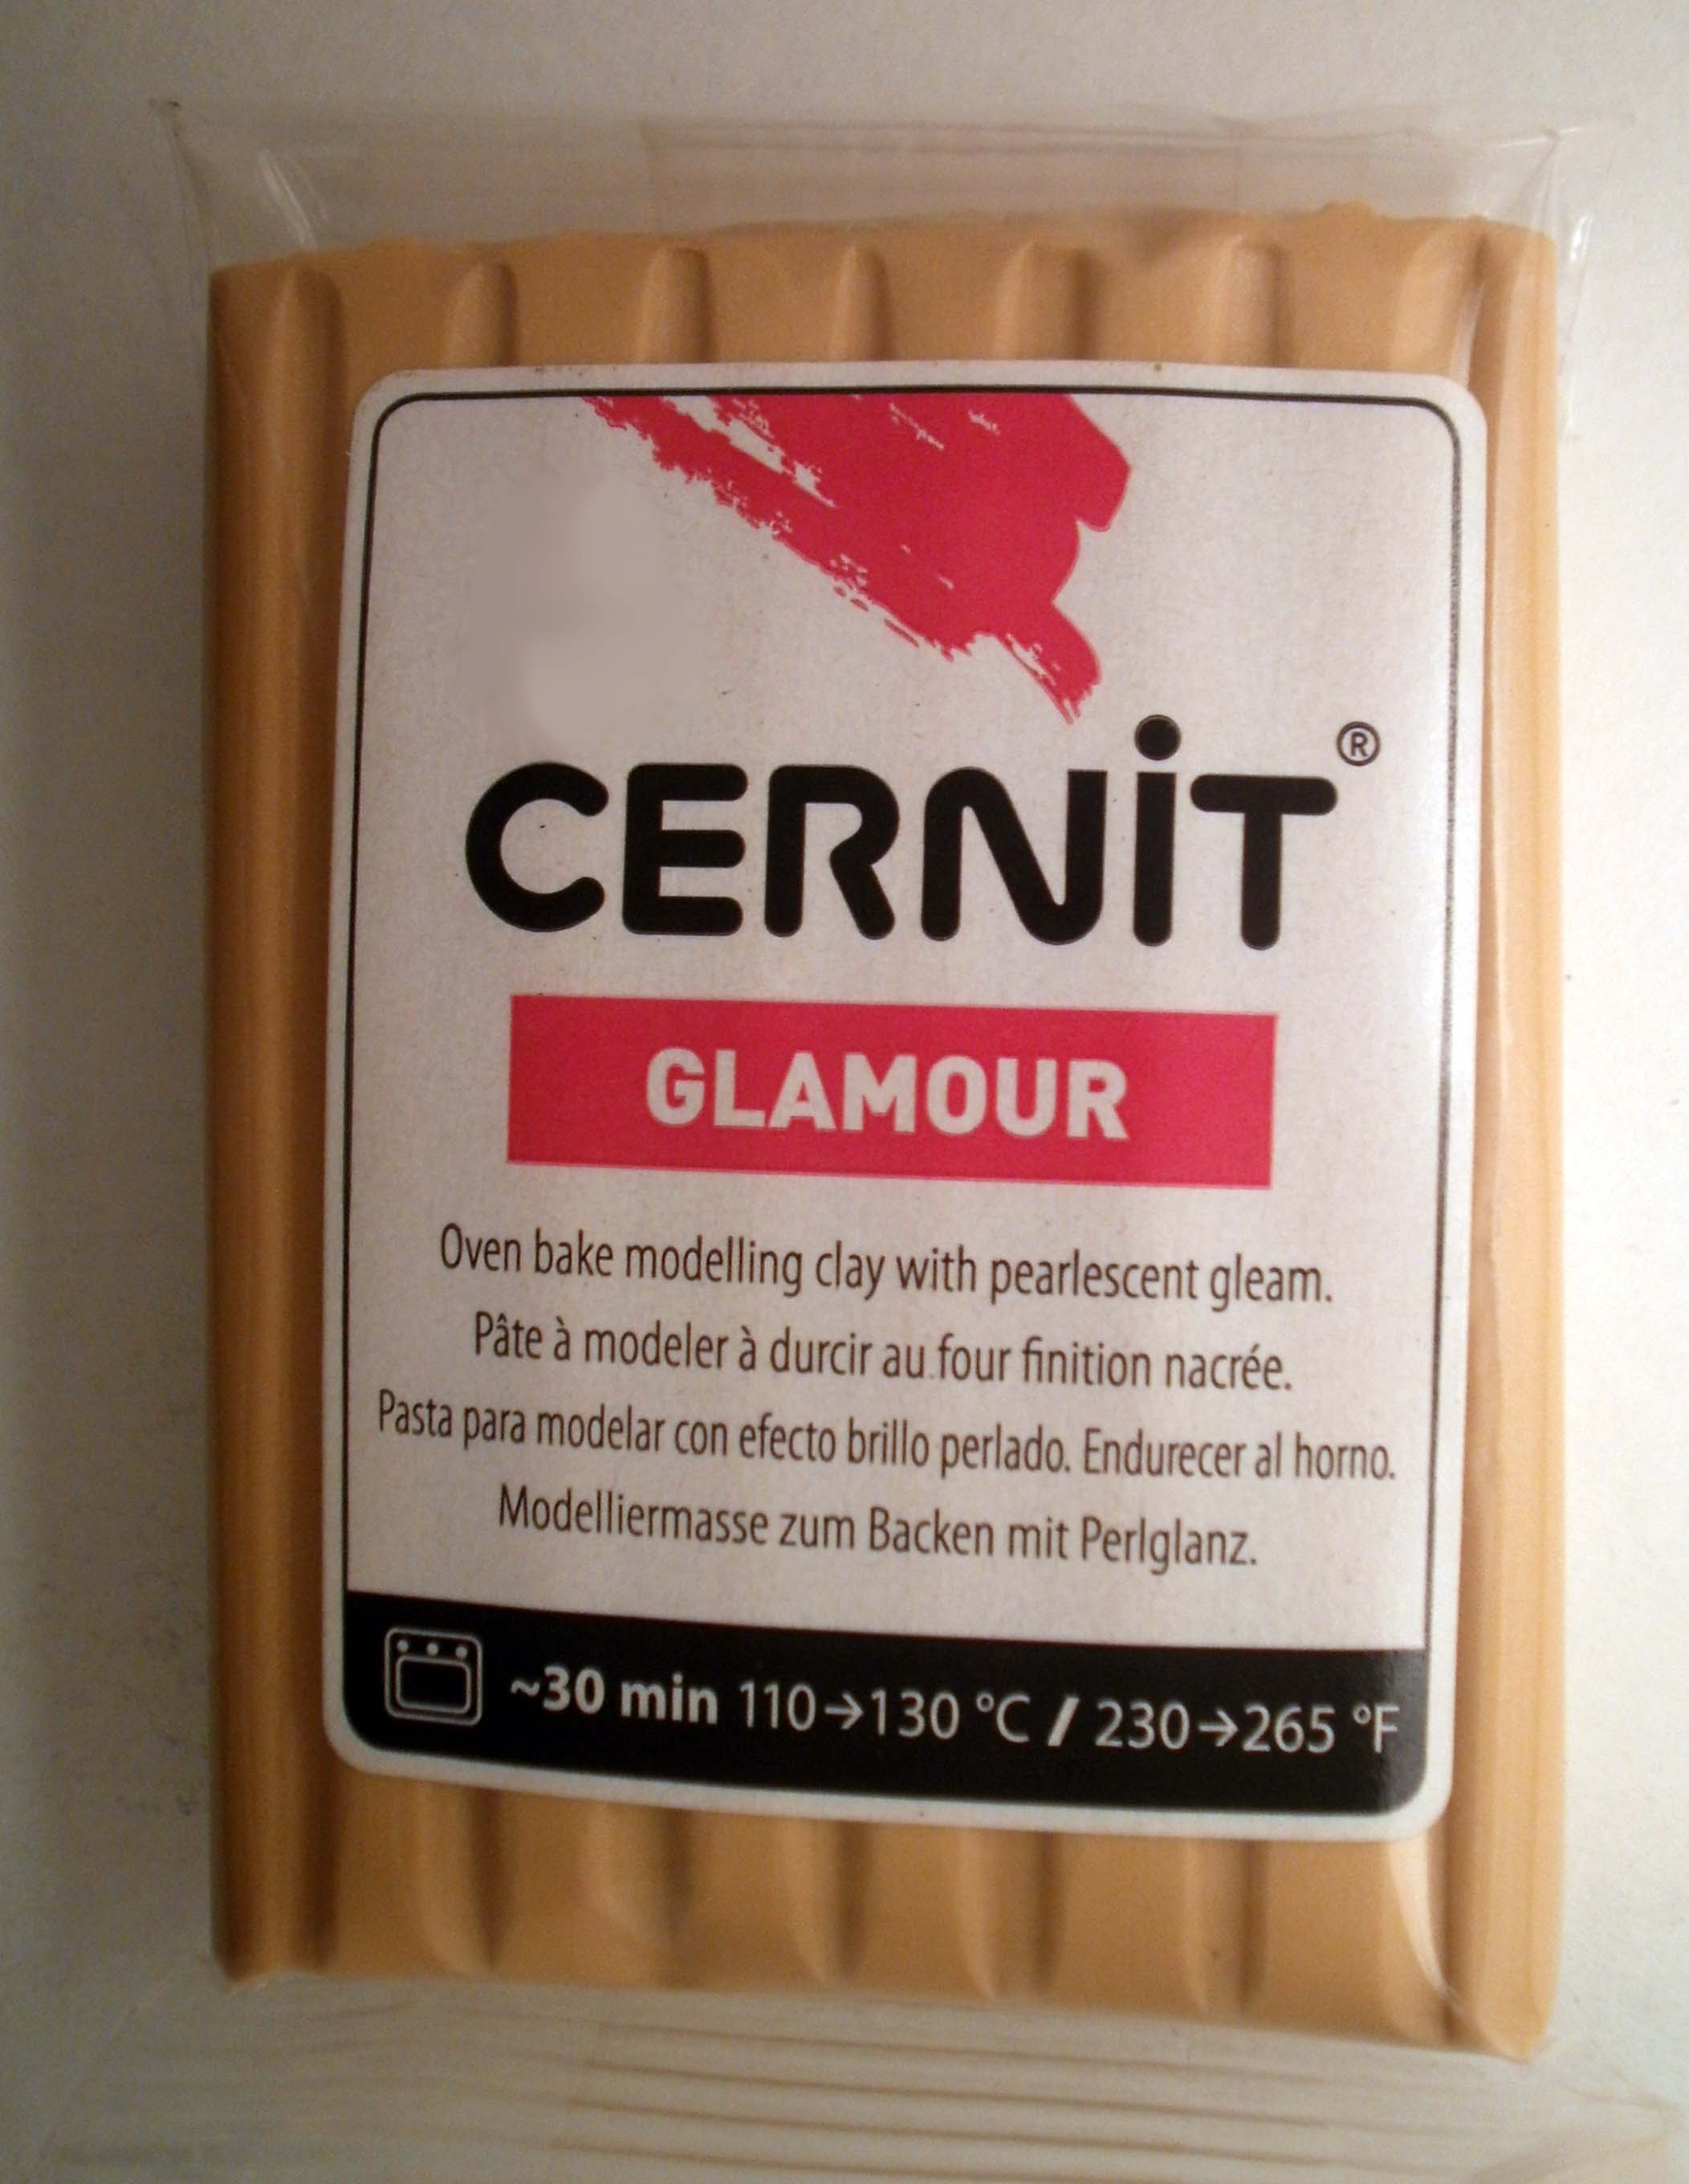 CERNiT®
GLAMOUR
Oven bake modelling clay with pearlescent gleam.
Pâte à modeler à durcir au four finition nacrée.
Pasta para modelar con efecto brillo perlado. Endurecer al horno.
Modelliermasse zum Backen mit Perlglanz.
~30 min 110→130 °C / 230→265 °F